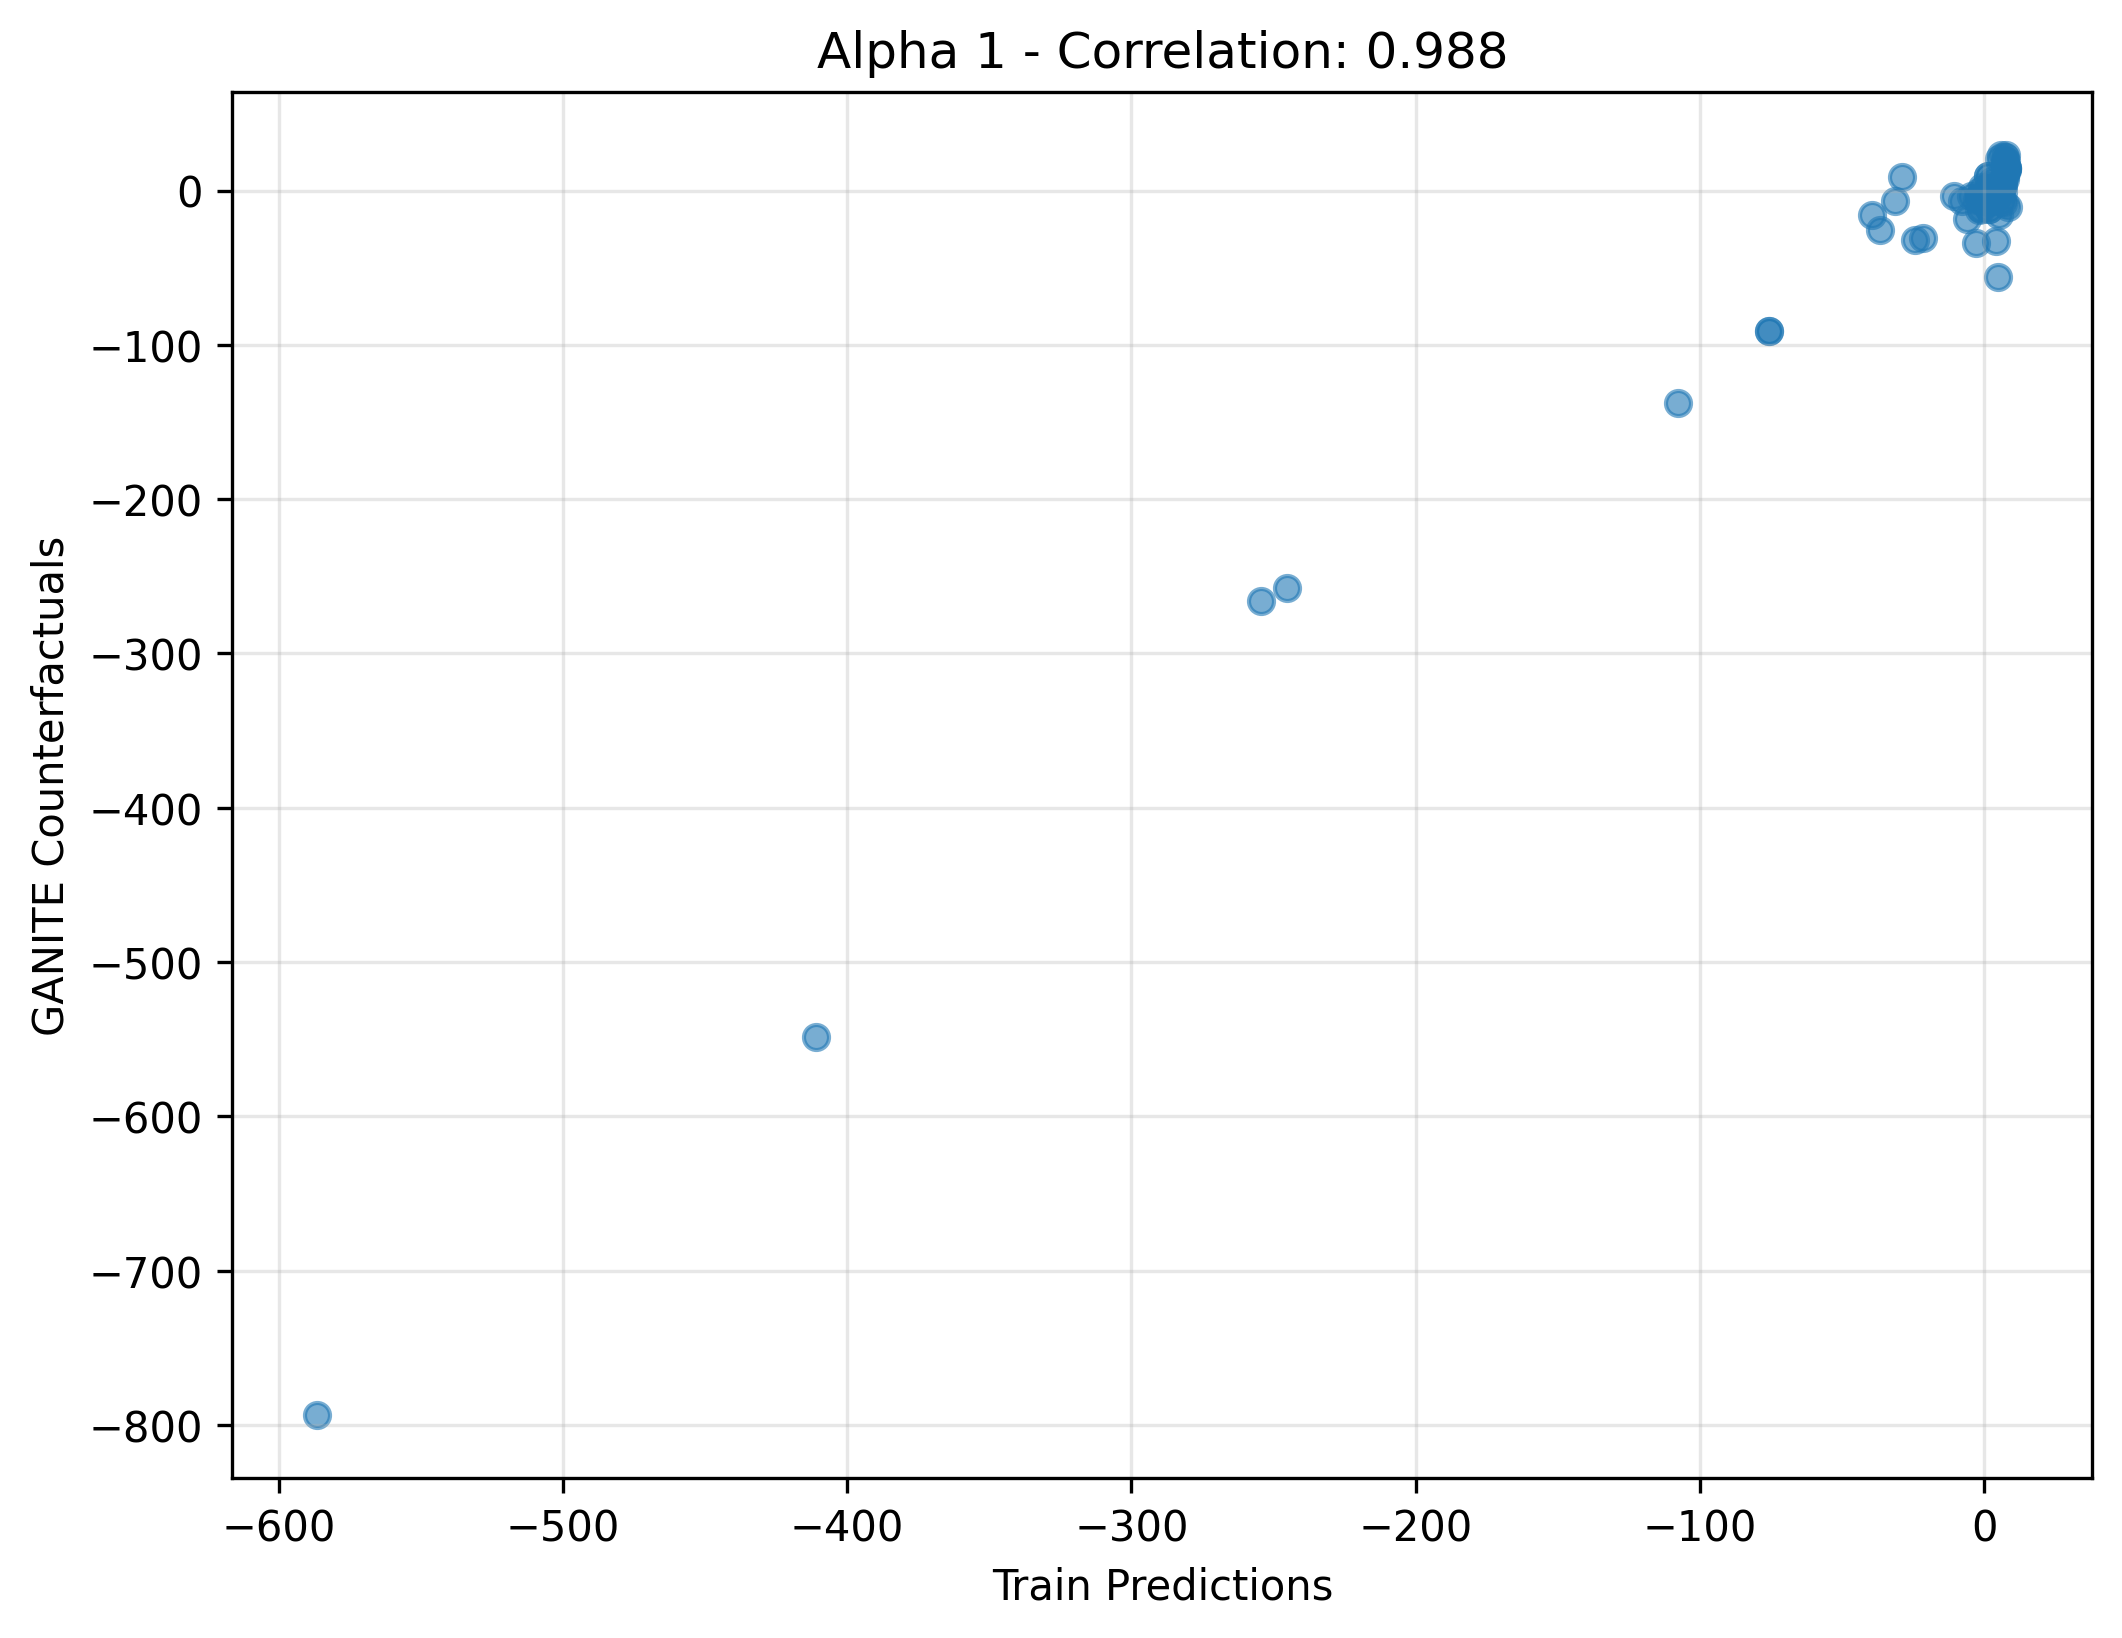 Alpha 1 - Correlation: 0.988
GANITE Counterfactuals
0
−100
−200
−300
−400
−500
−600
−700
−800
−600 −500 −400 −300 −200 −100 0
Train Predictions